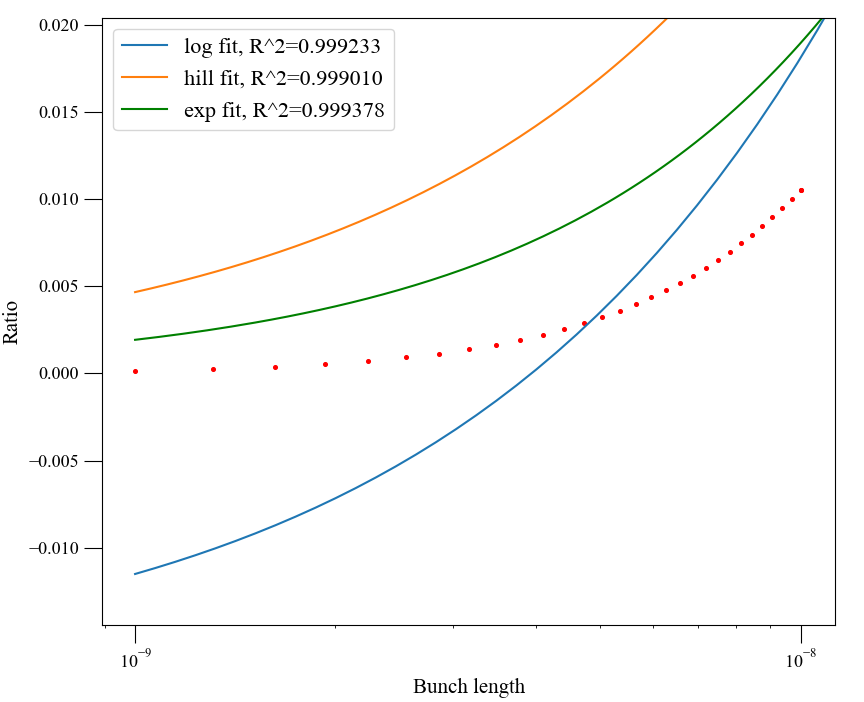 0.020
0.015
0.010
0.005
0.000
−0.005
−0.010
Ratio
log fit, R^2=0.999233
hill fit, R^2=0.999010
exp fit, R^2=0.999378
10⁻⁹
10⁻⁸
Bunch length